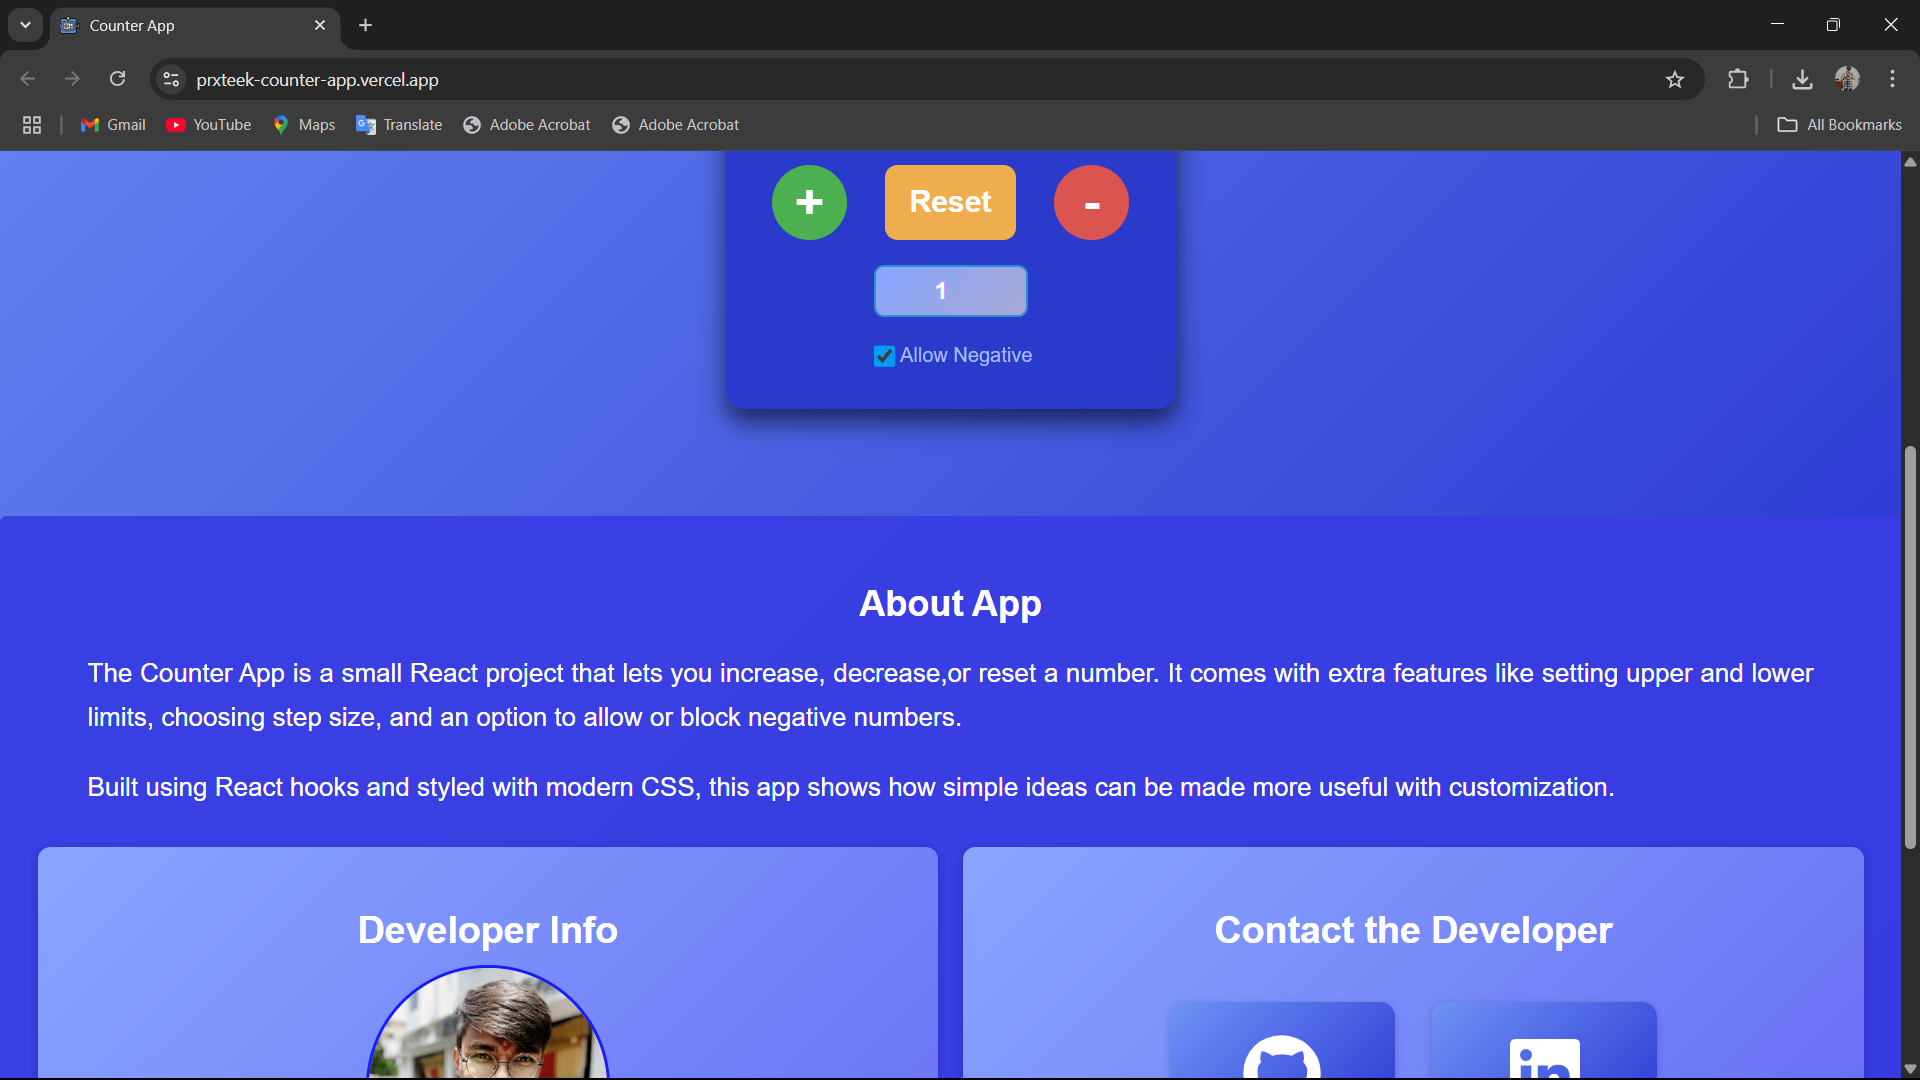 Counter App
prxteek-counter-app.vercel.app
Gmail YouTube Maps Translate Adobe Acrobat Adobe Acrobat All Bookmarks
+ Reset -
1
Allow Negative
About App
The Counter App is a small React project that lets you increase, decrease,or reset a number. It comes with extra features like setting upper and lower
limits, choosing step size, and an option to allow or block negative numbers.
Built using React hooks and styled with modern CSS, this app shows how simple ideas can be made more useful with customization.
Developer Info
Contact the Developer
in